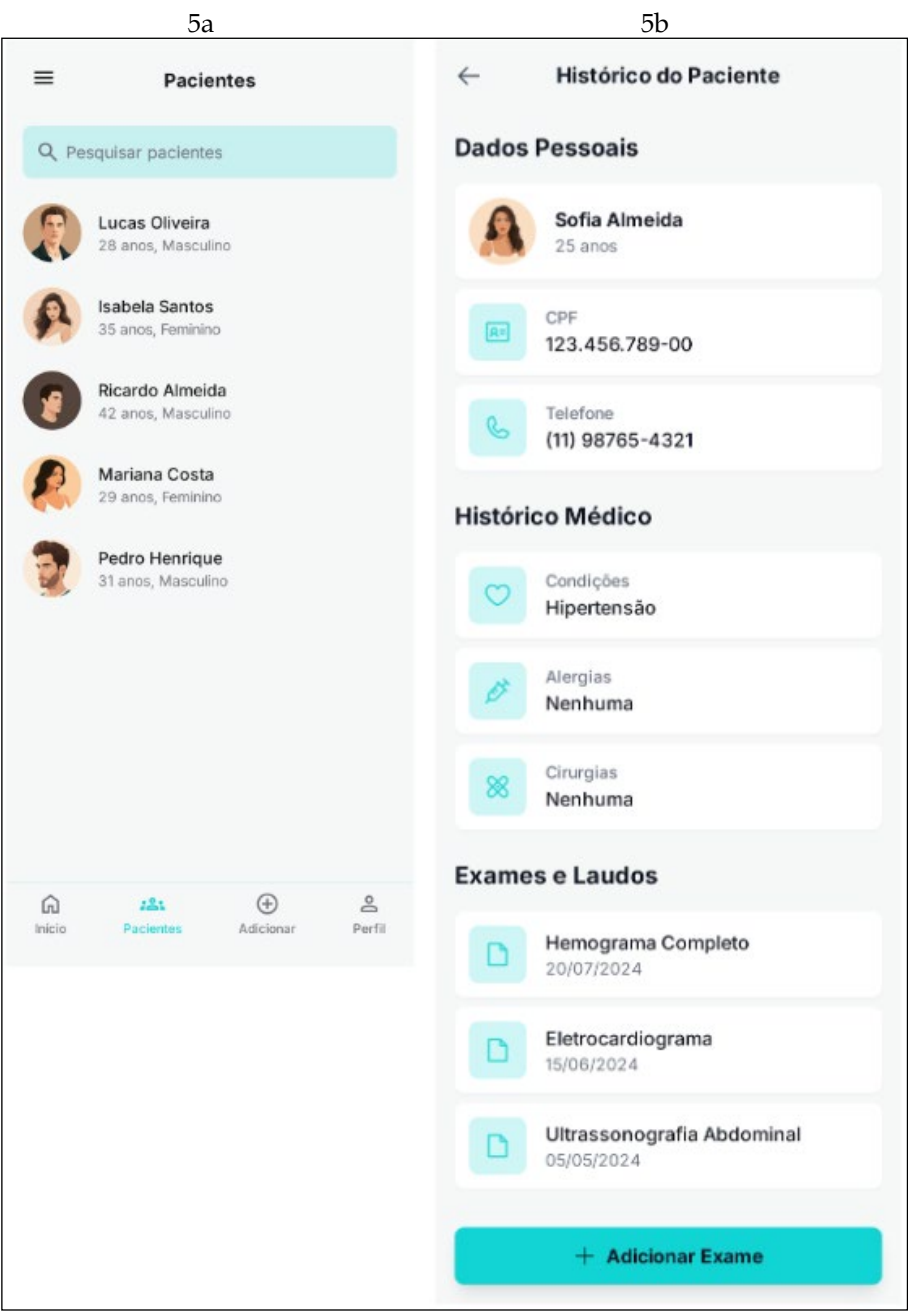 5a
Pacientes
Pesquisar pacientes
Lucas Oliveira
28 anos, Masculino
Isabela Santos
35 anos, Feminino
Ricardo Almeida
42 anos, Masculino
Mariana Costa
29 anos, Feminino
Pedro Henrique
31 anos, Masculino
Início
Pacientes
Adicionar
Perfil
5b
Histórico do Paciente
Dados Pessoais
Sofia Almeida
25 anos
CPF
123.456.789-00
Telefone
(11) 98765-4321
Histórico Médico
Condições
Hipertensão
Alergias
Nenhuma
Cirurgias
Nenhuma
Exames e Laudos
Hemograma Completo
20/07/2024
Eletrocardiograma
15/06/2024
Ultrassonografia Abdominal
05/05/2024
+ Adicionar Exame